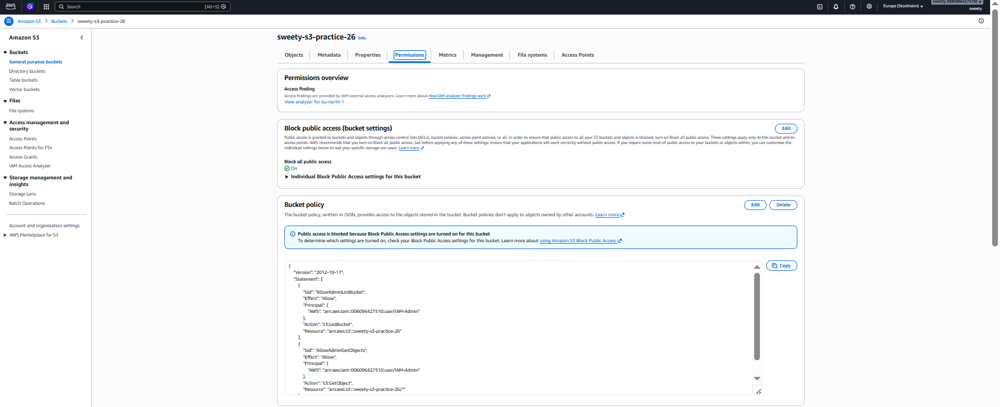 aws
Search
[Alt+S]
Europe (Stockholm)
sweety (006096427510)
sweety
Amazon S3
Buckets
sweety-s3-practice-26
Amazon S3
Buckets
General purpose buckets
Directory buckets
Table buckets
Vector buckets
Files
File systems
Access management and
security
Access Points
Access Points for FSx
Access Grants
IAM Access Analyzer
Storage management and
insights
Storage Lens
Batch Operations
Account and organization settings
AWS Marketplace for S3
sweety-s3-practice-26 Info
Objects
Metadata
Properties
Permissions
Metrics
Management
File systems
Access Points
Permissions overview
Access finding
Access findings are provided by IAM external access analyzers. Learn more about How IAM analyzer findings work
View analyzer for eu-north-1
Block public access (bucket settings)
Edit
Public access is granted to buckets and objects through access control lists (ACLs), bucket policies, access point policies, or all. In order to ensure that public access to all your S3 buckets and objects is blocked, turn on Block all public access. These settings apply only to this bucket and its
access points. AWS recommends that you turn on Block all public access, but before applying any of these settings, ensure that your applications will work correctly without public access. If you require some level of public access to your buckets or objects within, you can customize the
individual settings below to suit your specific storage use cases. Learn more
Block all public access
On
Individual Block Public Access settings for this bucket
Bucket policy
Edit
Delete
The bucket policy, written in JSON, provides access to the objects stored in the bucket. Bucket policies don't apply to objects owned by other accounts. Learn more
Public access is blocked because Block Public Access settings are turned on for this bucket
To determine which settings are turned on, check your Block Public Access settings for this bucket. Learn more about using Amazon S3 Block Public Access
Copy
{
"Version": "2012-10-17",
"Statement": [
{
"Sid": "AllowAdminListBucket",
"Effect": "Allow",
"Principal": {
"AWS": "arn:aws:iam::006096427510:user/IAM-Admin"
},
"Action": "s3:ListBucket",
"Resource": "arn:aws:s3:::sweety-s3-practice-26"
},
{
"Sid": "AllowAdminGetObjects",
"Effect": "Allow",
"Principal": {
"AWS": "arn:aws:iam::006096427510:user/IAM-Admin"
},
"Action": "s3:GetObject",
"Resource": "arn:aws:s3:::sweety-s3-practice-26/*"